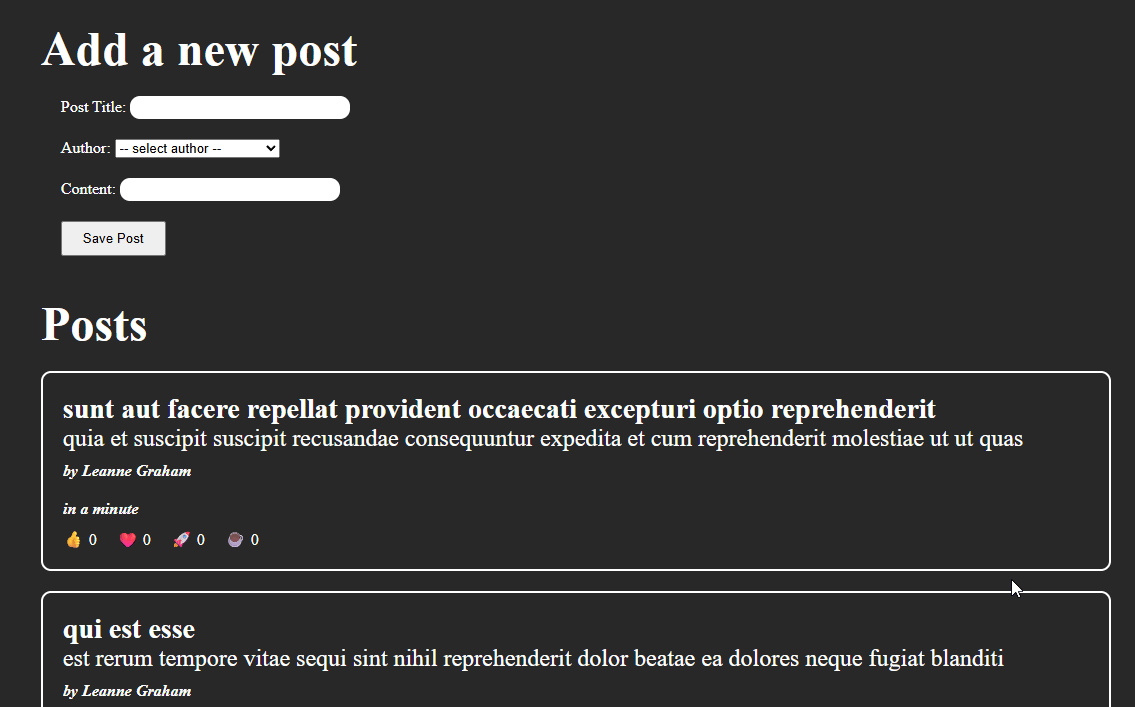 Add a new post
Post Title:
Author: -- select author --
Content:
Save Post
Posts
sunt aut facere repellat provident occaecati excepturi optio reprehenderit
quia et suscipit suscipit recusandae consequuntur expedita et cum reprehenderit molestiae ut ut quas
by Leanne Graham
in a minute
👍 0 ❤️ 0 🚀 0 ☕ 0
qui est esse
est rerum tempore vitae sequi sint nihil reprehenderit dolor beatae ea dolores neque fugiat blanditi
by Leanne Graham